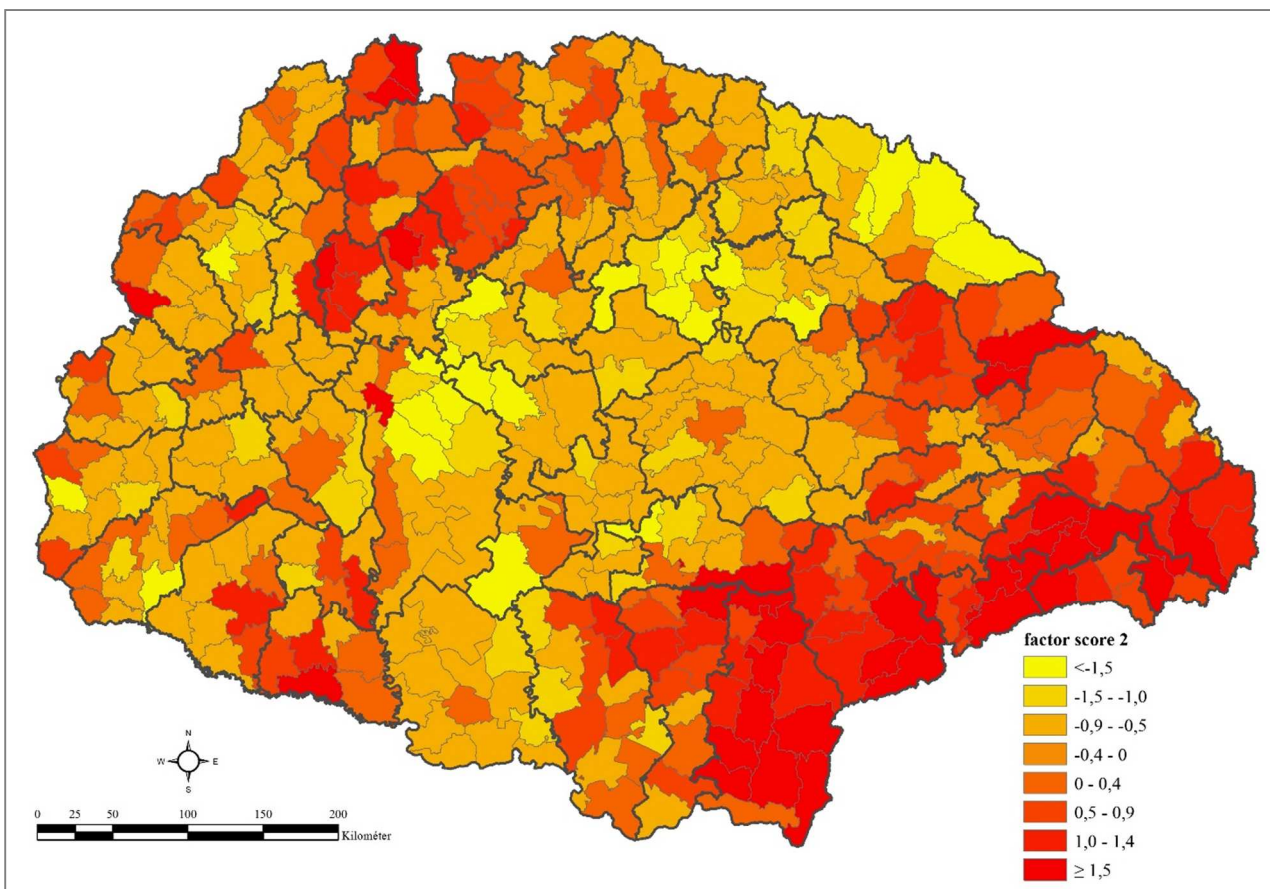 N
W E
S
0 25 50 100 150 200
Kilométer
factor score 2
<-1,5
-1,5 - -1,0
-0,9 - -0,5
-0,4 - 0
0 - 0,4
0,5 - 0,9
1,0 - 1,4
≥ 1,5